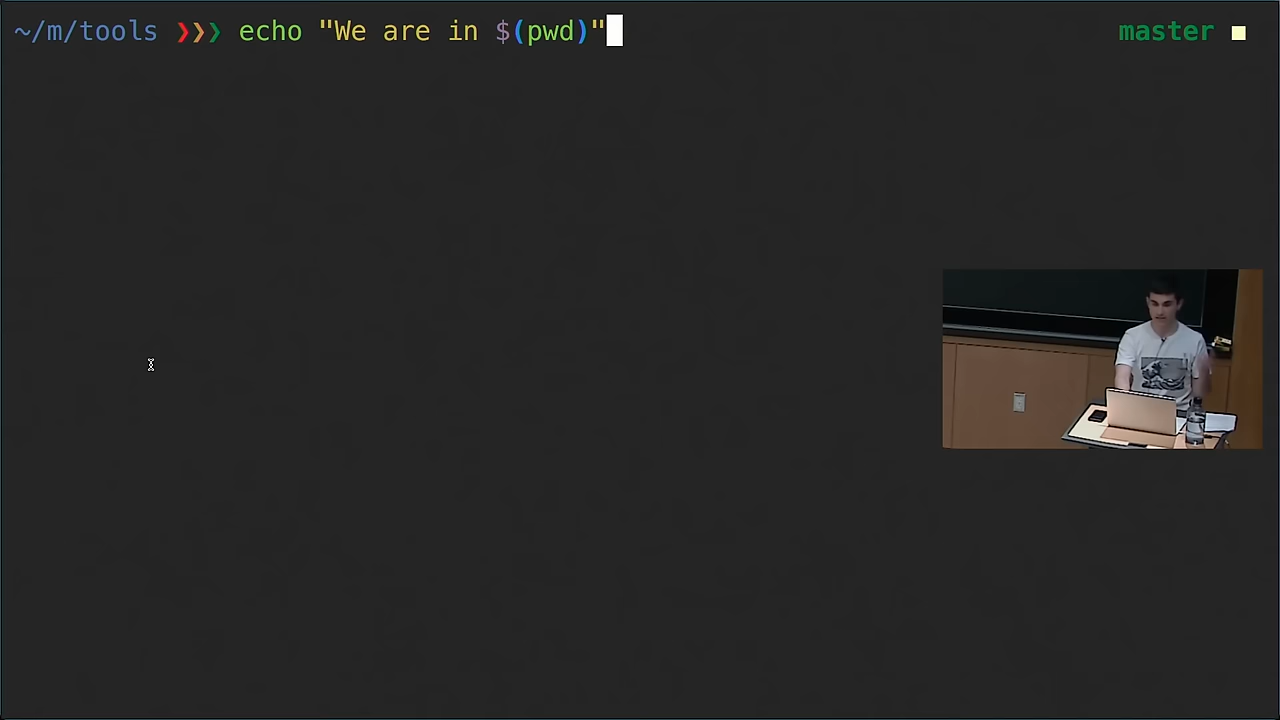 ~/m/tools ❯❯❯ echo "We are in $(pwd)" master